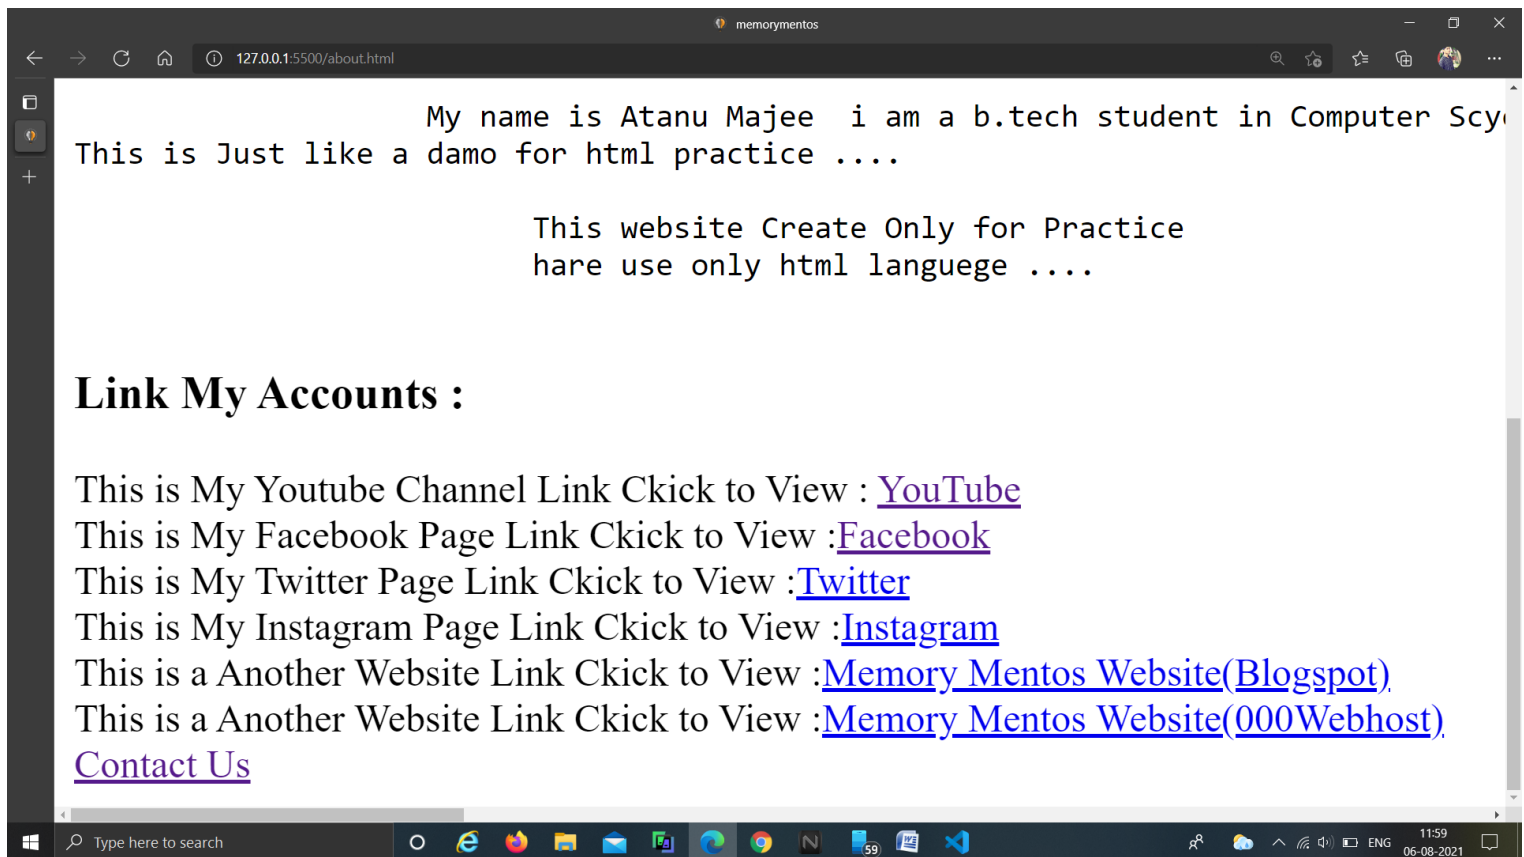 memorymentos
127.0.0.1:5500/about.html
My name is Atanu Majee  i am a b.tech student in Computer
This is Just like a damo for html practice ....
This website Create Only for Practice
hare use only html languege ....
Link My Accounts :
This is My Youtube Channel Link Ckick to View : YouTube
This is My Facebook Page Link Ckick to View :Facebook
This is My Twitter Page Link Ckick to View :Twitter
This is My Instagram Page Link Ckick to View :Instagram
This is a Another Website Link Ckick to View :Memory Mentos Website(Blogspot)
This is a Another Website Link Ckick to View :Memory Mentos Website(000Webhost)
Contact Us
Type here to search
59
ENG
11:59
06-08-2021